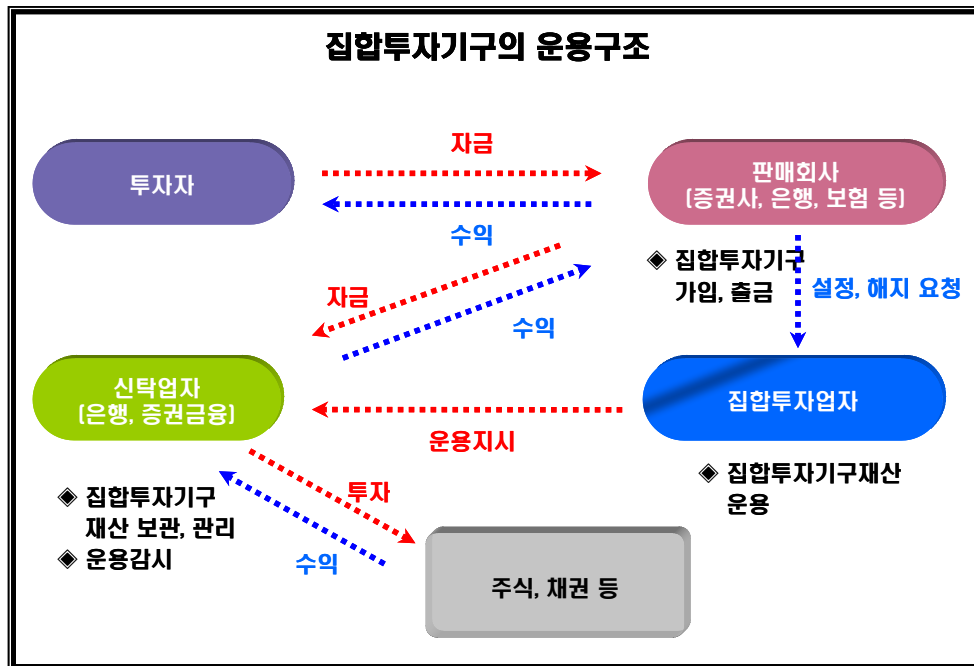 집합투자기구의 운용구조
투자자
자금
수익
판매회사
(증권사, 은행, 보험 등)
◈ 집합투자기구
가입, 출금
설정, 해지 요청
자금
수익
신탁업자
(은행, 증권금융)
운용지시
집합투자업자
◈ 집합투자기구재산
운용
◈ 집합투자기구
재산 보관, 관리
◈ 운용감시
투자
수익
주식, 채권 등